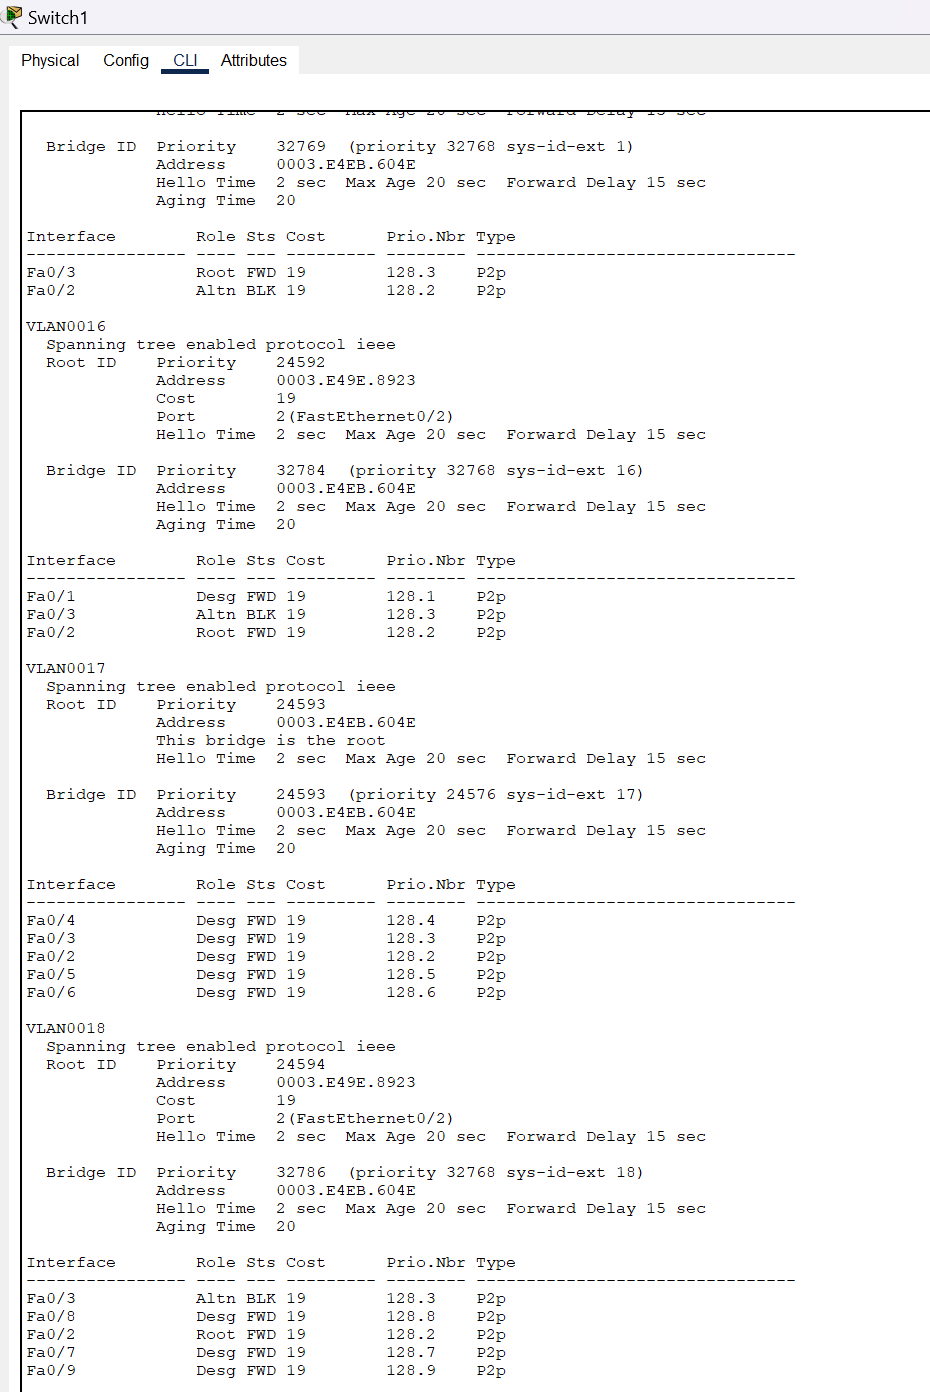 Switch1
Physical Config CLI Attributes
Hello Time  2 sec  Max Age 20 sec  Forward Delay 15 sec
  Bridge ID  Priority    32769  (priority 32768 sys-id-ext 1)
             Address     0003.E4EB.604E
             Hello Time  2 sec  Max Age 20 sec  Forward Delay 15 sec
             Aging Time  20
Interface        Role Sts Cost      Prio.Nbr Type
---------------- ---- --- --------- -------- --------------------------------
Fa0/3            Root FWD 19        128.3    P2p
Fa0/2            Altn BLK 19        128.2    P2p
VLAN0016
  Spanning tree enabled protocol ieee
  Root ID    Priority    24592
             Address     0003.E49E.8923
             Cost        19
             Port        2(FastEthernet0/2)
             Hello Time  2 sec  Max Age 20 sec  Forward Delay 15 sec
  Bridge ID  Priority    32784  (priority 32768 sys-id-ext 16)
             Address     0003.E4EB.604E
             Hello Time  2 sec  Max Age 20 sec  Forward Delay 15 sec
             Aging Time  20
Interface        Role Sts Cost      Prio.Nbr Type
---------------- ---- --- --------- -------- --------------------------------
Fa0/1            Desg FWD 19        128.1    P2p
Fa0/3            Altn BLK 19        128.3    P2p
Fa0/2            Root FWD 19        128.2    P2p
VLAN0017
  Spanning tree enabled protocol ieee
  Root ID    Priority    24593
             Address     0003.E4EB.604E
             This bridge is the root
             Hello Time  2 sec  Max Age 20 sec  Forward Delay 15 sec
  Bridge ID  Priority    24593  (priority 24576 sys-id-ext 17)
             Address     0003.E4EB.604E
             Hello Time  2 sec  Max Age 20 sec  Forward Delay 15 sec
             Aging Time  20
Interface        Role Sts Cost      Prio.Nbr Type
---------------- ---- --- --------- -------- --------------------------------
Fa0/4            Desg FWD 19        128.4    P2p
Fa0/3            Desg FWD 19        128.3    P2p
Fa0/2            Desg FWD 19        128.2    P2p
Fa0/5            Desg FWD 19        128.5    P2p
Fa0/6            Desg FWD 19        128.6    P2p
VLAN0018
  Spanning tree enabled protocol ieee
  Root ID    Priority    24594
             Address     0003.E49E.8923
             Cost        19
             Port        2(FastEthernet0/2)
             Hello Time  2 sec  Max Age 20 sec  Forward Delay 15 sec
  Bridge ID  Priority    32786  (priority 32768 sys-id-ext 18)
             Address     0003.E4EB.604E
             Hello Time  2 sec  Max Age 20 sec  Forward Delay 15 sec
             Aging Time  20
Interface        Role Sts Cost      Prio.Nbr Type
---------------- ---- --- --------- -------- --------------------------------
Fa0/3            Altn BLK 19        128.3    P2p
Fa0/8            Desg FWD 19        128.8    P2p
Fa0/2            Root FWD 19        128.2    P2p
Fa0/7            Desg FWD 19        128.7    P2p
Fa0/9            Desg FWD 19        128.9    P2p